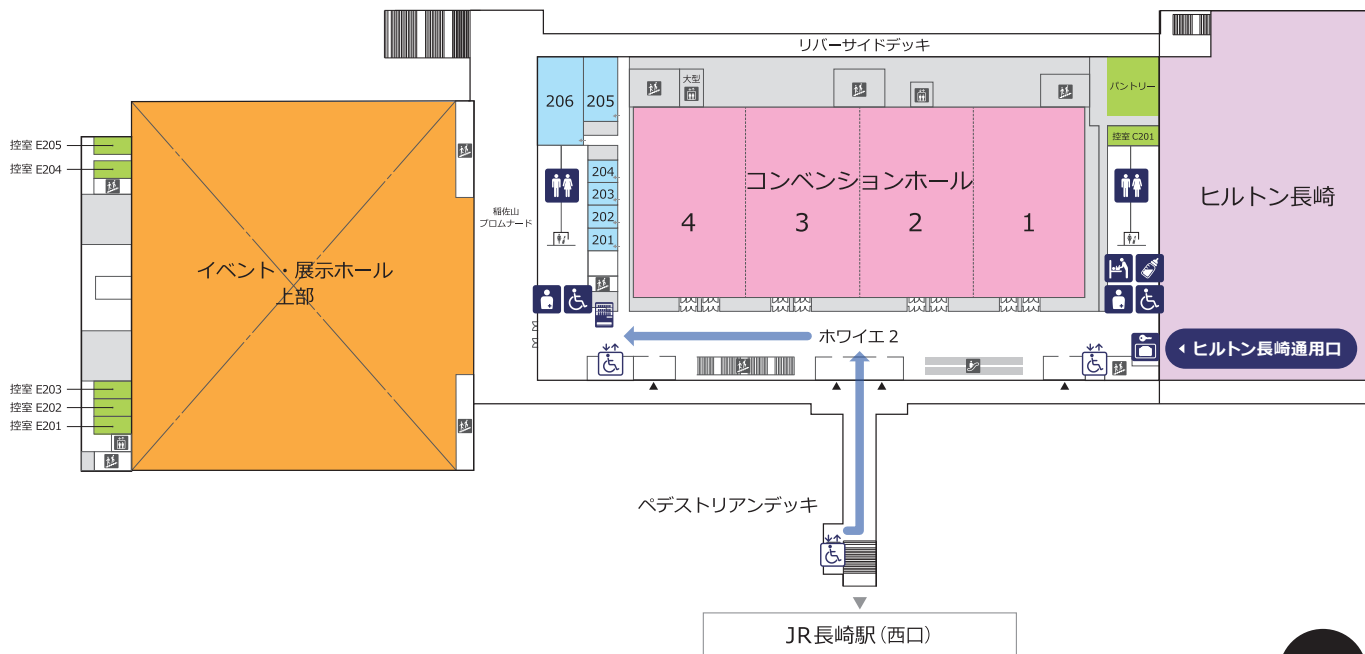 リバーサイドデッキ
206
205
大型
パントリー
控室 E205
控室 E204
控室 C201
204
203
202
201
コンベンションホール
4
3
2
1
ヒルトン長崎
稲佐山
プロムナード
イベント・展示ホール
上部
ホワイエ 2
ヒルトン長崎通用口
控室 E203
控室 E202
控室 E201
ペデストリアンデッキ
JR長崎駅(西口)